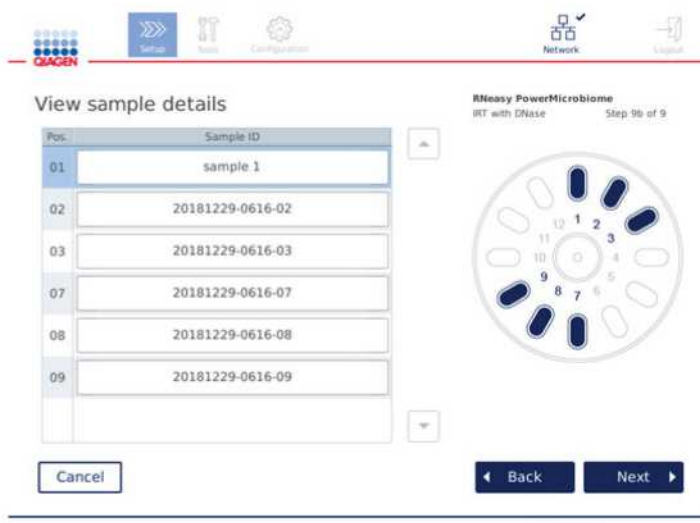 QIAGEN
Setup
Tools
Configuration
Network
Logout
View sample details
RNeasy PowerMicrobiome
IRT with DNase Step 9b of 9
Pos. Sample ID
01 sample 1
02 20181229-0616-02
03 20181229-0616-03
07 20181229-0616-07
08 20181229-0616-08
09 20181229-0616-09
1
2
3
4
5
6
7
8
9
10
11
12
Cancel
Back
Next